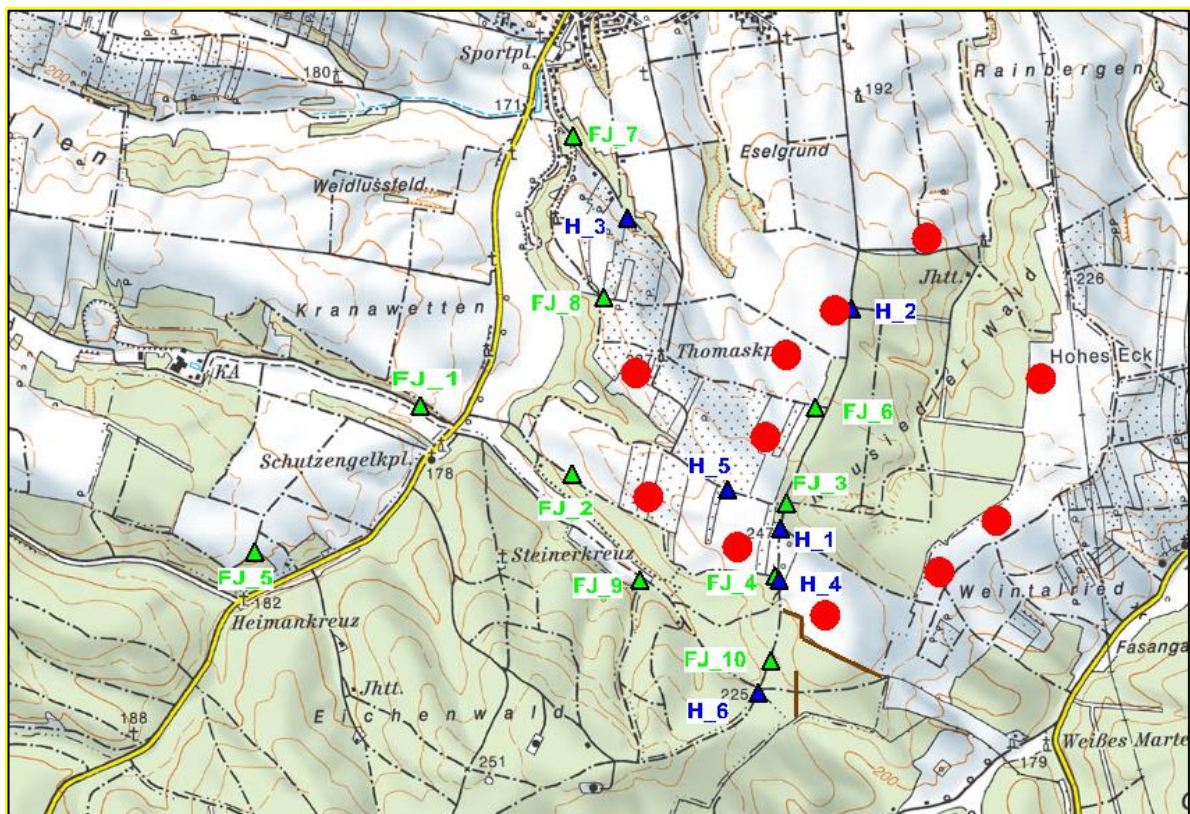 Sportpl.
Rainbergen
180
171
192
len
FJ_7
Eselgrund
Weidlussfeld
H_3
Jhtt.
226
FJ_8
H_2
Kranawetten
Thomaskp
Hohes Eck
KA
FJ_1
FJ_6
Wald
Schutzengelkpl.
178
H_5
FJ_3
FJ_2
247
H_1
Steinerkreuz
FJ_5
FJ_9
FJ_4
H_4
182
Weintalried
Heimankreuz
Fasanga
FJ_10
Jhtt.
225
H_6
188
Eichenwald
Weißes Marte
251
179
200
200